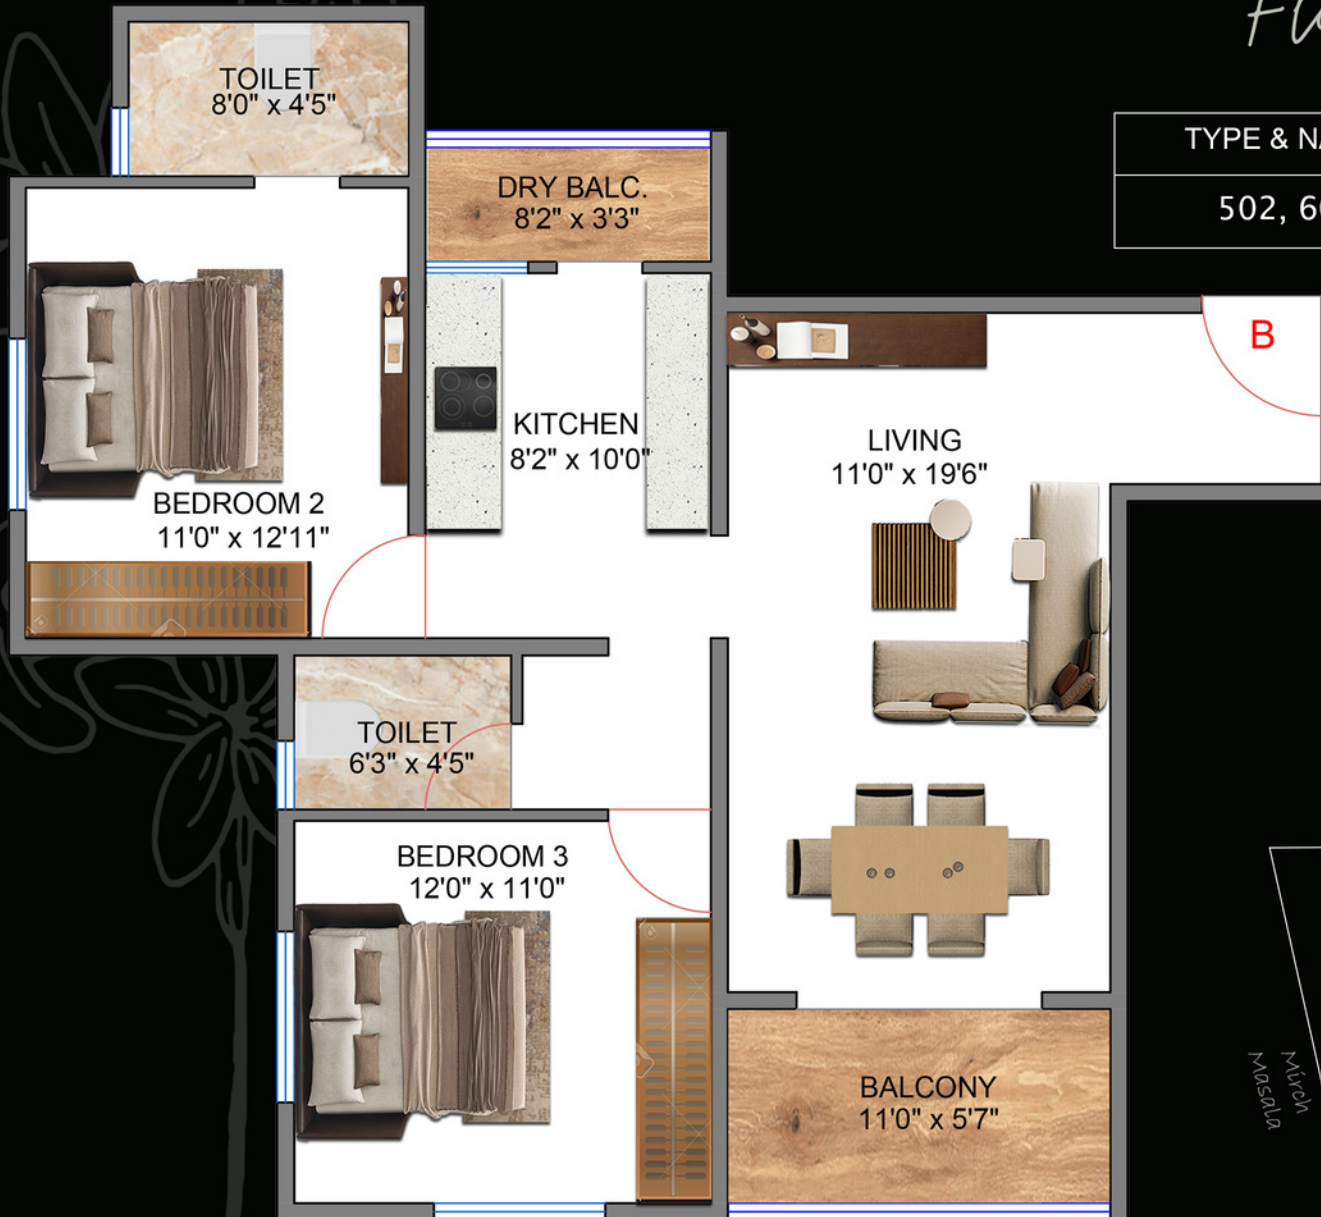 TOILET
8'0" x 4'5"
DRY BALC.
8'2" x 3'3"
TYPE &
502,
B
KITCHEN
8'2" x 10'0"
LIVING
11'0" x 19'6"
BEDROOM 2
11'0" x 12'11"
TOILET
6'3" x 4'5"
BEDROOM 3
12'0" x 11'0"
BALCONY
11'0" x 5'7"
Mirch
Masala